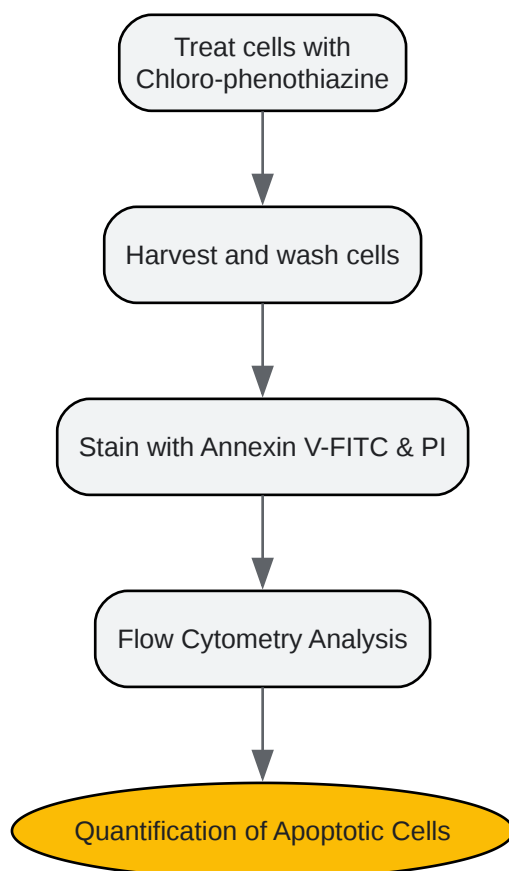 Treat cells with
Chloro-phenothiazine
Harvest and wash cells
Stain with Annexin V-FITC & PI
Flow Cytometry Analysis
Quantification of Apoptotic Cells